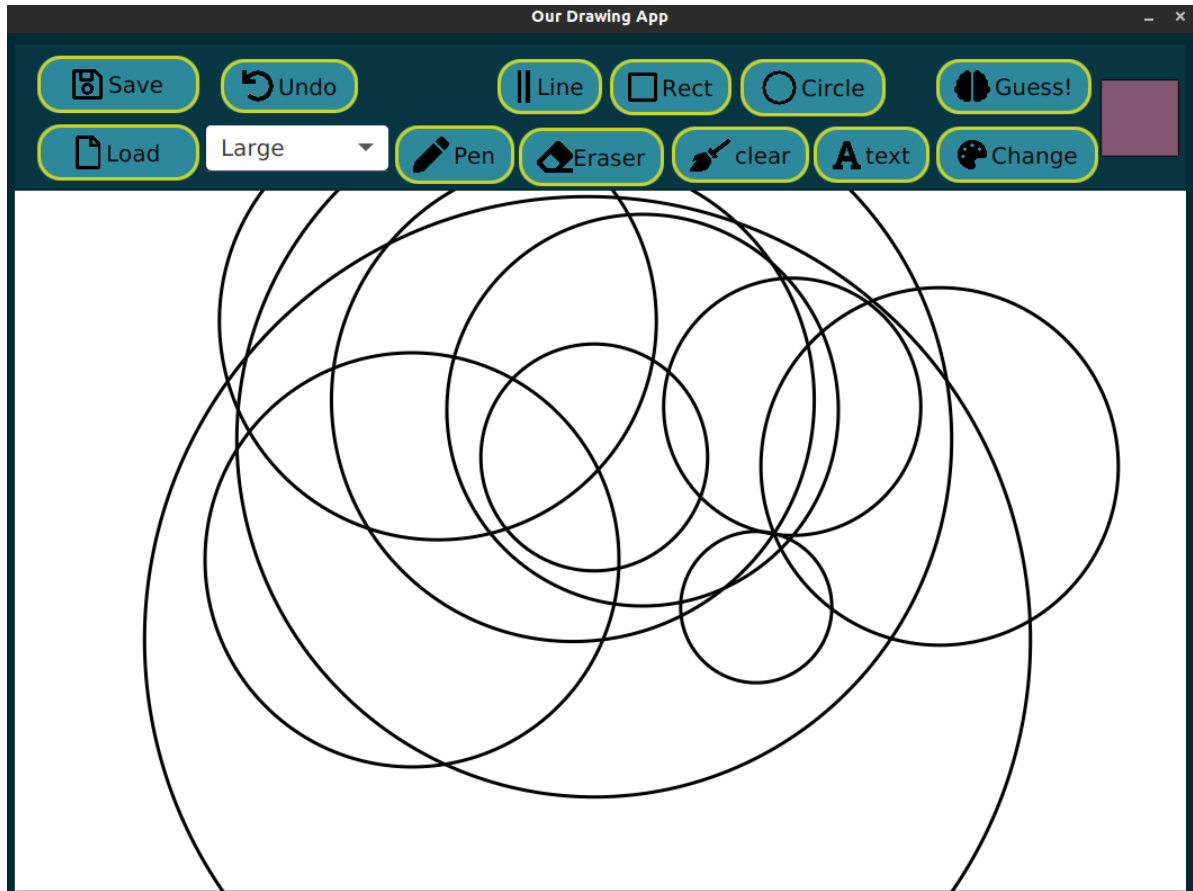 Our Drawing App
Save Undo Line Rect Circle Guess!
Load Large Pen Eraser clear text Change